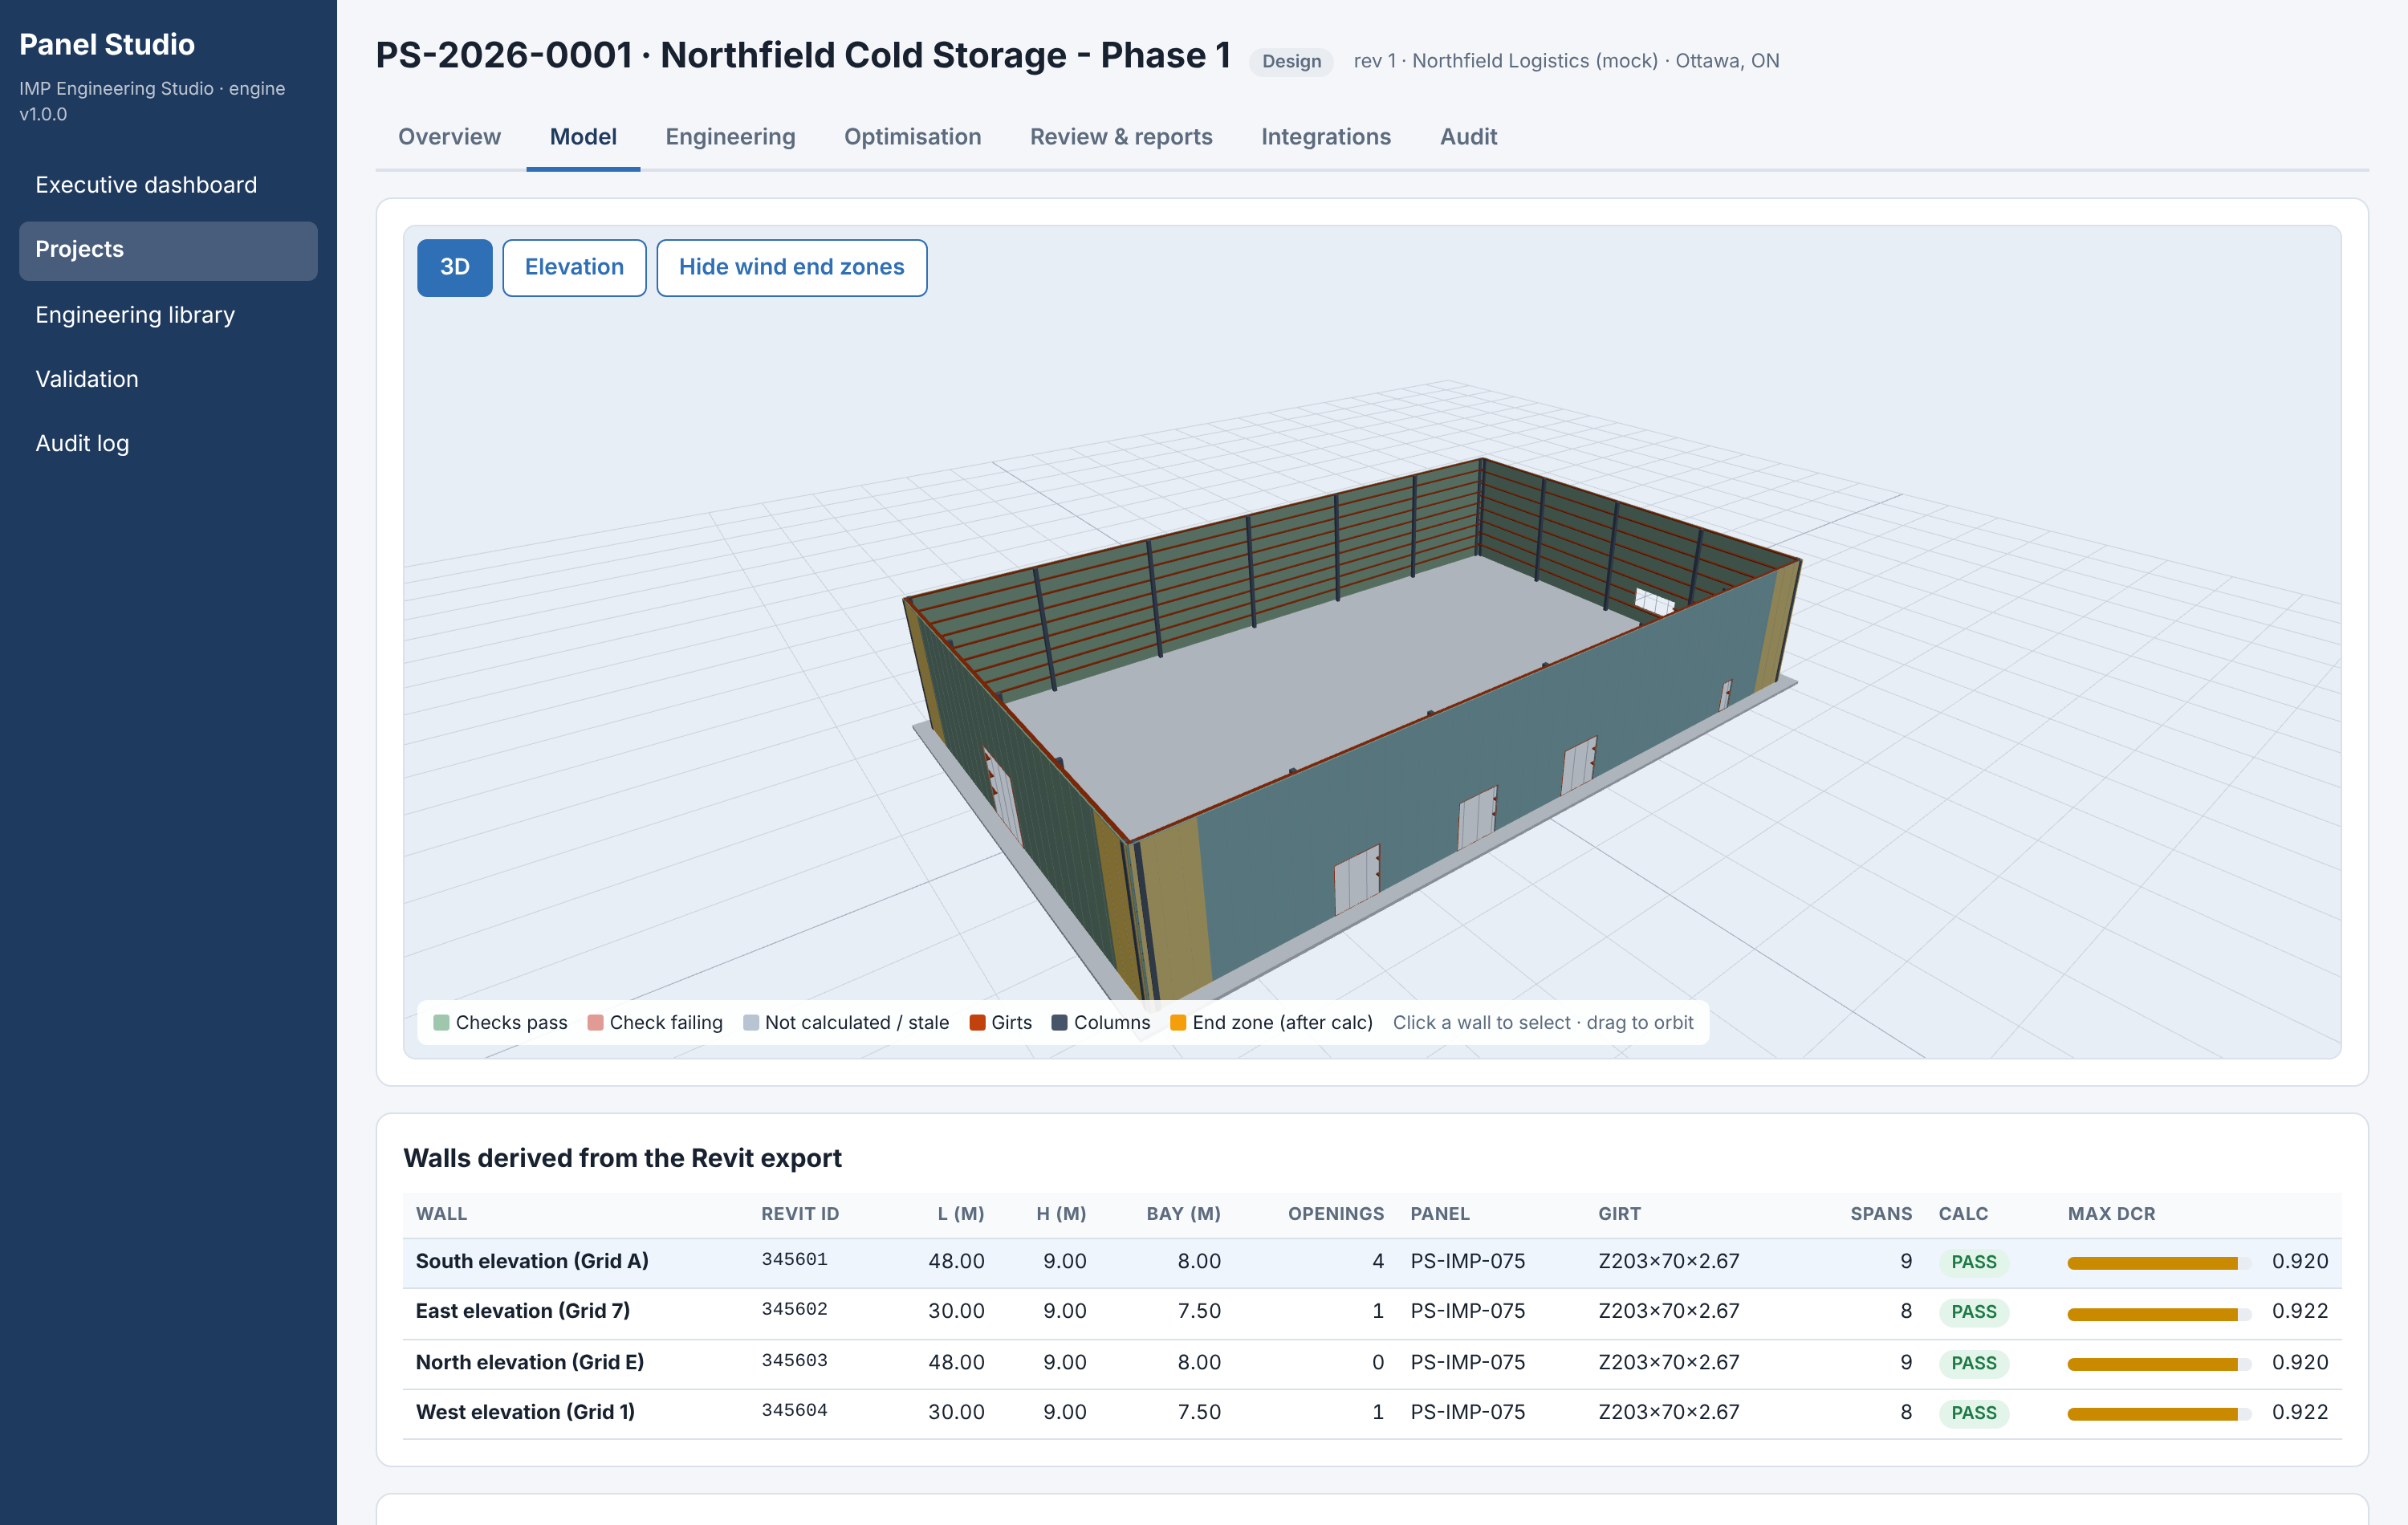 Panel Studio
IMP Engineering Studio · engine
v1.0.0
Executive dashboard
Projects
Engineering library
Validation
Audit log
PS-2026-0001 · Northfield Cold Storage - Phase 1 Design rev 1 · Northfield Logistics (mock) · Ottawa, ON
Overview Model Engineering Optimisation Review & reports Integrations Audit
3D Elevation Hide wind end zones
Checks pass Check failing Not calculated / stale Girts Columns End zone (after calc) Click a wall to select · drag to orbit
Walls derived from the Revit export
WALL REVIT ID L (M) H (M) BAY (M) OPENINGS PANEL GIRT SPANS CALC MAX DCR
South elevation (Grid A) 345601 48.00 9.00 8.00 4 PS-IMP-075 Z203×70×2.67 9 PASS 0.920
East elevation (Grid 7) 345602 30.00 9.00 7.50 1 PS-IMP-075 Z203×70×2.67 8 PASS 0.922
North elevation (Grid E) 345603 48.00 9.00 8.00 0 PS-IMP-075 Z203×70×2.67 9 PASS 0.920
West elevation (Grid 1) 345604 30.00 9.00 7.50 1 PS-IMP-075 Z203×70×2.67 8 PASS 0.922